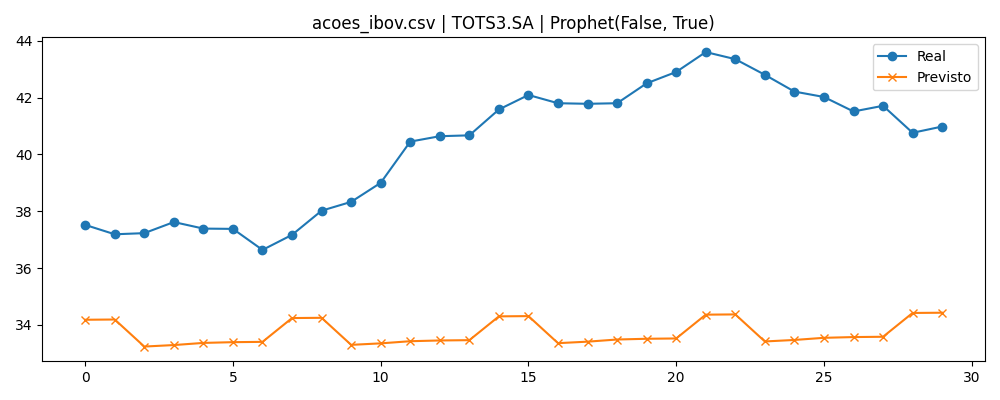 acoes_ibov.csv | TOTS3.SA | Prophet(False, True)
Real
Previsto
44
42
40
38
36
34
0 5 10 15 20 25 30